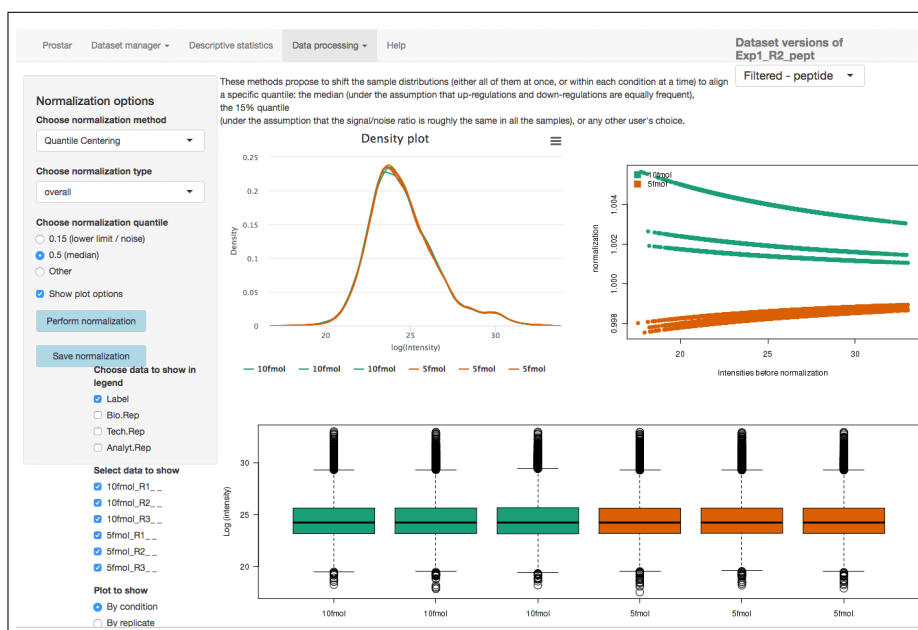 Prostar Dataset manager Descriptive statistics Data processing Help
Dataset versions of
Exp1_R2_pept
Filtered - peptide
These methods propose to shift the sample distributions (either all of them at once, or within each condition at a time) to align
a specific quantile: the median (under the assumption that up-regulations and down-regulations are equally frequent),
the 15% quantile
(under the assumption that the signal/noise ratio is roughly the same in all the samples), or any other user's choice.
Normalization options
Choose normalization method
Quantile Centering
Choose normalization type
overall
Choose normalization quantile
0.15 (lower limit / noise)
0.5 (median)
Other
Show plot options
Perform normalization
Save normalization
Choose data to show in
legend
Label
Bio.Rep
Tech.Rep
Analyt.Rep
Select data to show
10fmol_R1_ _
10fmol_R2_ _
10fmol_R3_ _
5fmol_R1_ _
5fmol_R2_ _
5fmol_R3_ _
Plot to show
By condition
By replicate
Density plot
0.25
0.2
0.15
0.1
0.05
0
Density
20 25 30
log(Intensity)
10fmol 10fmol 10fmol 5fmol 5fmol 5fmol
10fmol
5fmol
1.004
1.002
1.000
0.998
normalization
20 25 30
Intensities before normalization
30
25
20
Log (intensity)
10fmol 10fmol 10fmol 5fmol 5fmol 5fmol